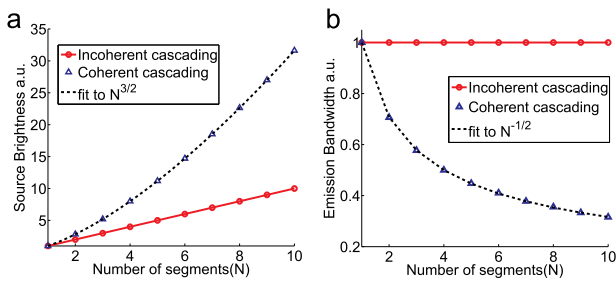 a
Source Brightness a.u.
35
30
25
20
15
10
5
2
4
6
8
10
Number of segments(N)
Incoherent cascading
Coherent cascading
fit to N^3/2
b
Emission Bandwidth a.u.
1
0.8
0.6
0.4
0.2
2
4
6
8
10
Number of segments(N)
Incoherent cascading
Coherent cascading
fit to N^-1/2